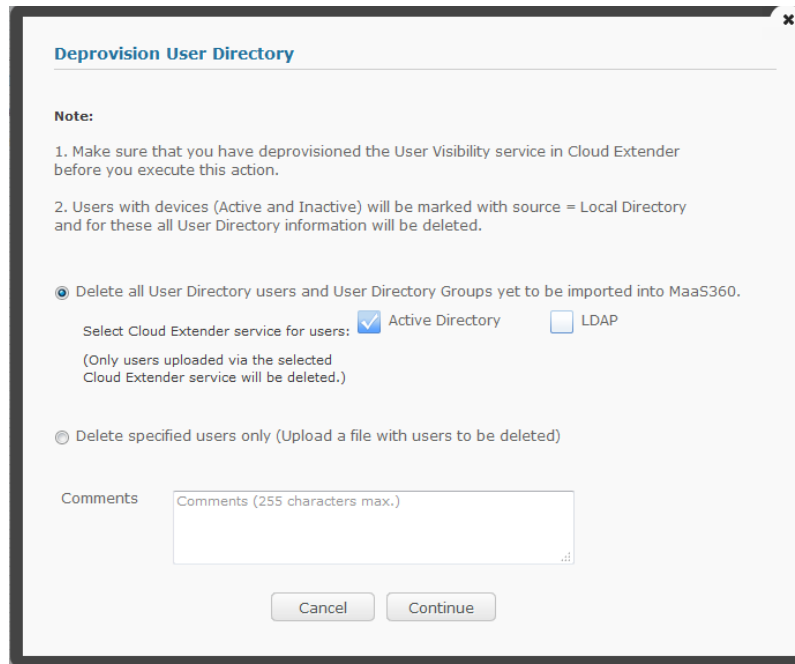 Deprovision User Directory
Note:
1. Make sure that you have deprovisioned the User Visibility service in Cloud Extender
before you execute this action.
2. Users with devices (Active and Inactive) will be marked with source = Local Directory
and for these all User Directory information will be deleted.
Delete all User Directory users and User Directory Groups yet to be imported into MaaS360.
Select Cloud Extender service for users: Active Directory LDAP
(Only users uploaded via the selected
Cloud Extender service will be deleted.)
Delete specified users only (Upload a file with users to be deleted)
Comments Comments (255 characters max.)
Cancel Continue